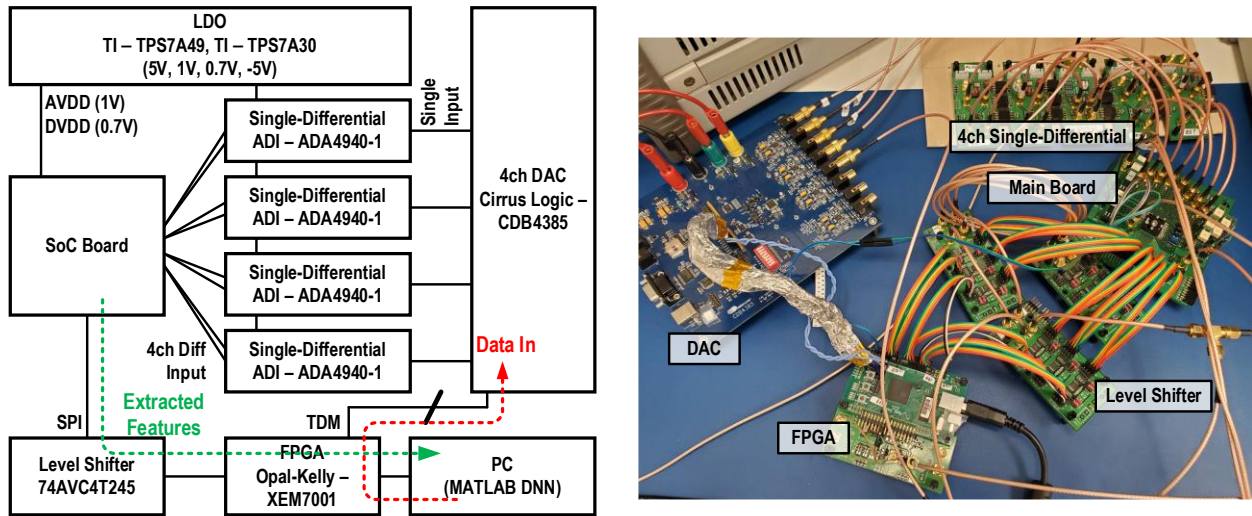 LDO
TI – TPS7A49, TI – TPS7A30
(5V, 1V, 0.7V, -5V)
AVDD (1V)
DVDD (0.7V)
Single
Input
Single-Differential
ADI – ADA4940-1
Single-Differential
ADI – ADA4940-1
Single-Differential
ADI – ADA4940-1
Single-Differential
ADI – ADA4940-1
4ch DAC
Cirrus Logic –
CDB4385
SoC Board
4ch Diff
Input
Data In
Extracted
Features
SPI
TDM
Level Shifter
74AVC4T245
FPGA
Opal-Kelly –
XEM7001
PC
(MATLAB DNN)
4ch Single-Differential
Main Board
DAC
Level Shifter
FPGA
CDB4385